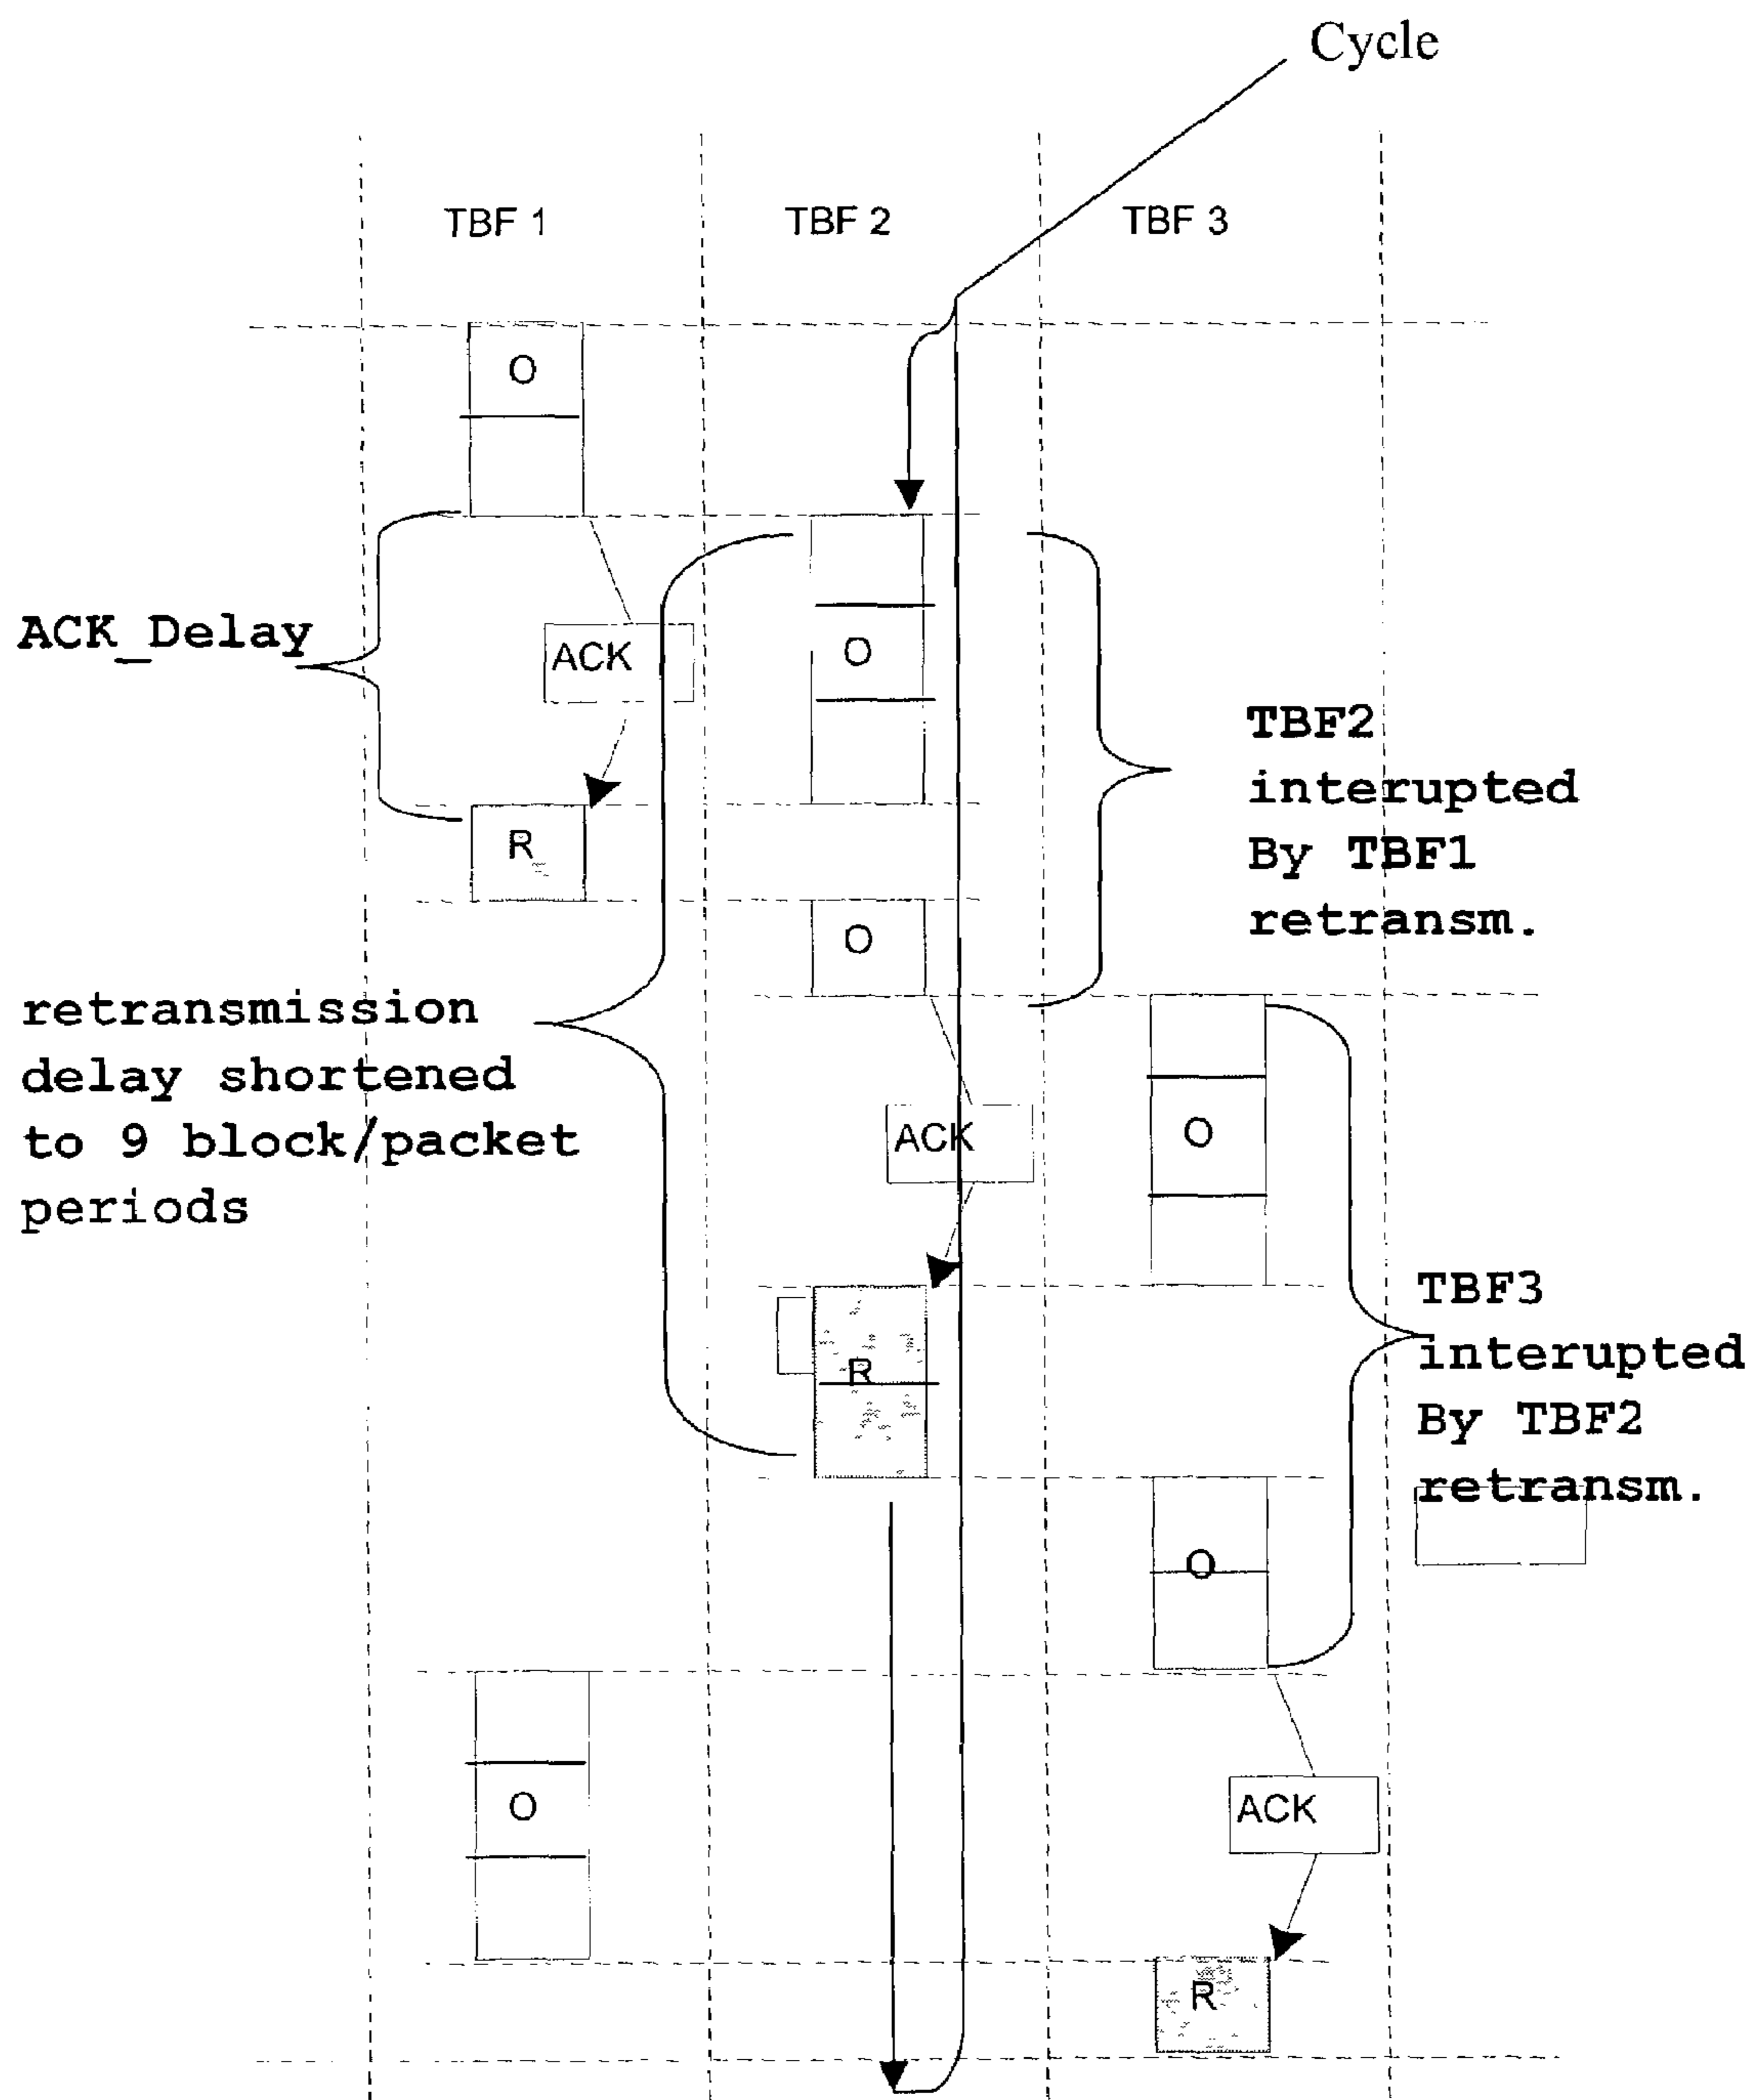 Cycle
TBF 1
TBF 2
TBF 3
O
ACK_Delay
ACK
O
TBF2
interupted
By TBF1
retransm.
R
O
retransmission
delay shortened
to 9 block/packet
periods
ACK
O
TBF3
interupted
By TBF2
retransm.
R
O
O
ACK
R